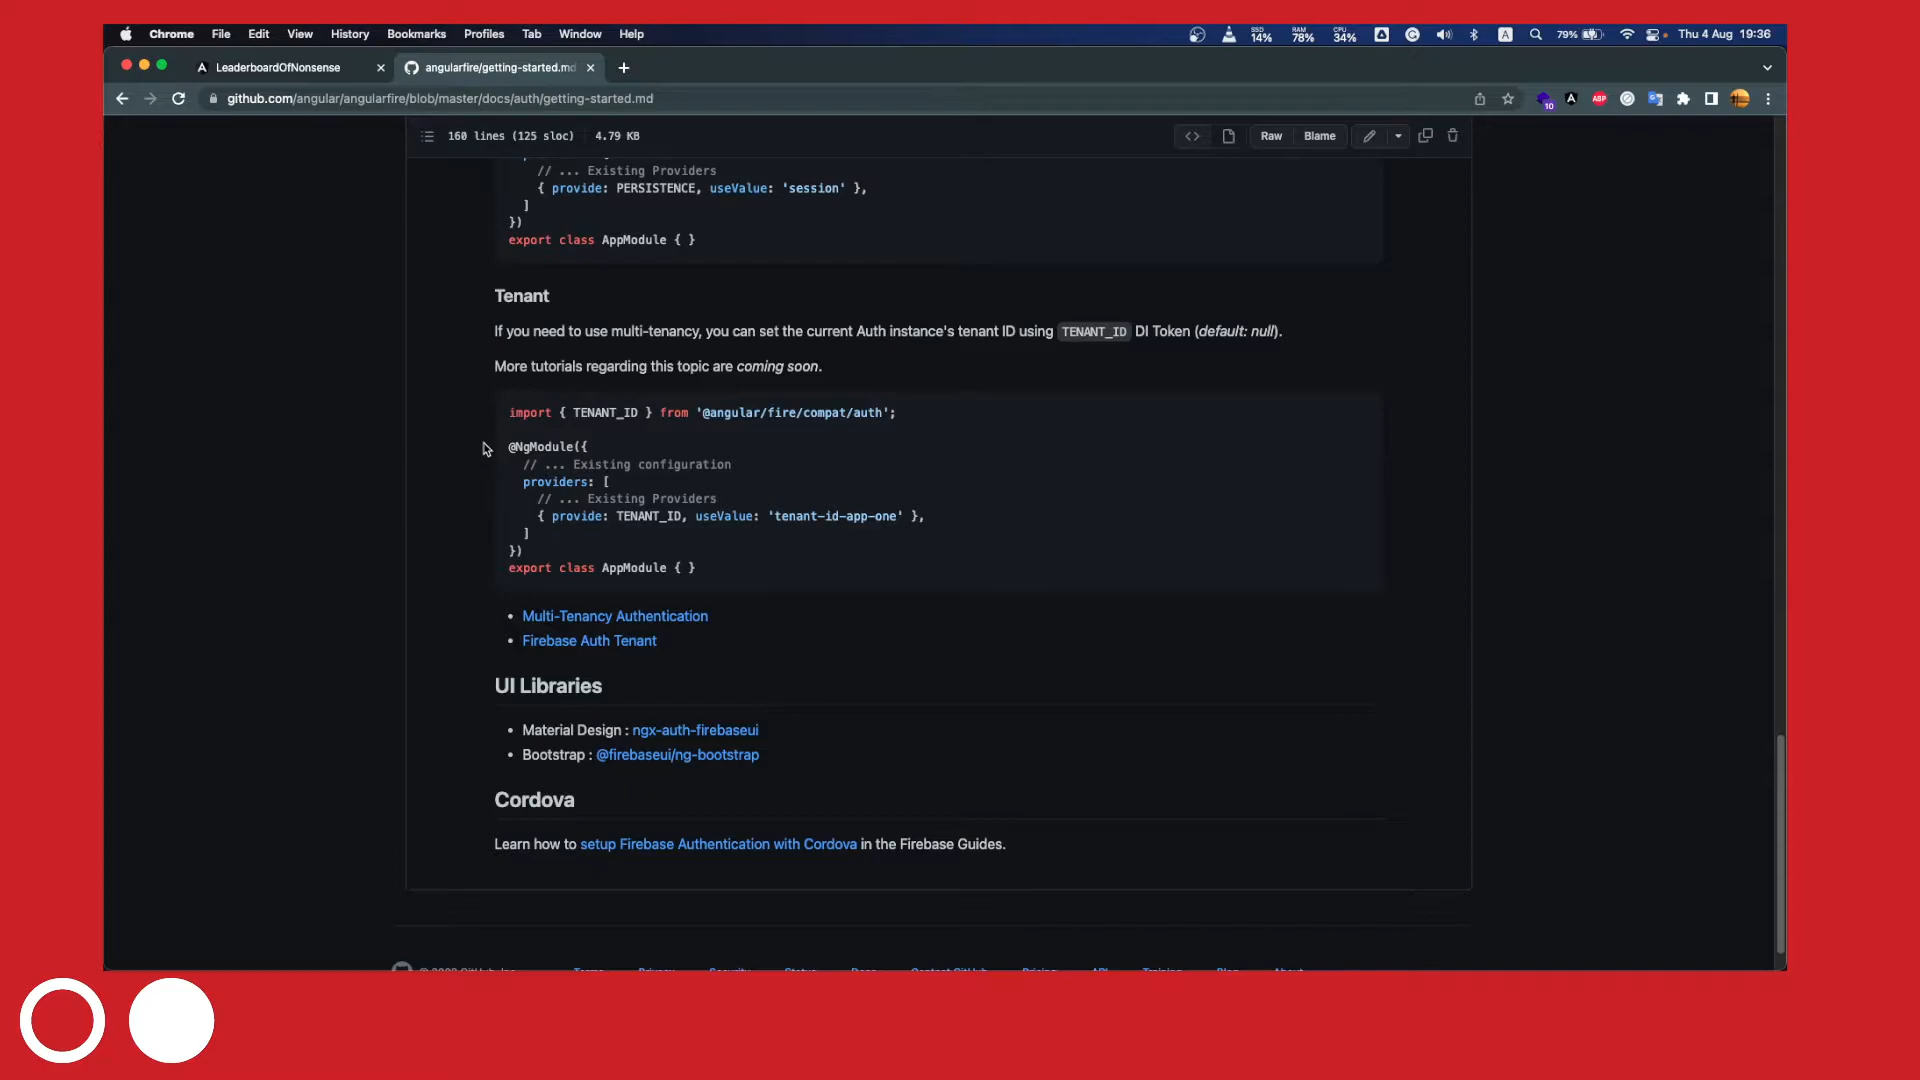 Chrome File Edit View History Bookmarks Profiles Tab Window Help SSD 14% RAM 78% CPU 34% A 79% Thu 4 Aug 19:36
LeaderboardOfNonsense angularfire/getting-started.md
github.com/angular/angularfire/blob/master/docs/auth/getting-started.md ABP 10
160 lines (125 sloc) 4.79 KB Raw Blame
// ... Existing Providers
{ provide: PERSISTENCE, useValue: 'session' },
]
})
export class AppModule { }
Tenant
If you need to use multi-tenancy, you can set the current Auth instance's tenant ID using TENANT_ID DI Token (default: null).
More tutorials regarding this topic are coming soon.
import { TENANT_ID } from '@angular/fire/compat/auth';
@NgModule({
// ... Existing configuration
providers: [
// ... Existing Providers
{ provide: TENANT_ID, useValue: 'tenant-id-app-one' },
]
})
export class AppModule { }
• Multi-Tenancy Authentication
• Firebase Auth Tenant
UI Libraries
• Material Design : ngx-auth-firebaseui
• Bootstrap : @firebaseui/ng-bootstrap
Cordova
Learn how to setup Firebase Authentication with Cordova in the Firebase Guides.